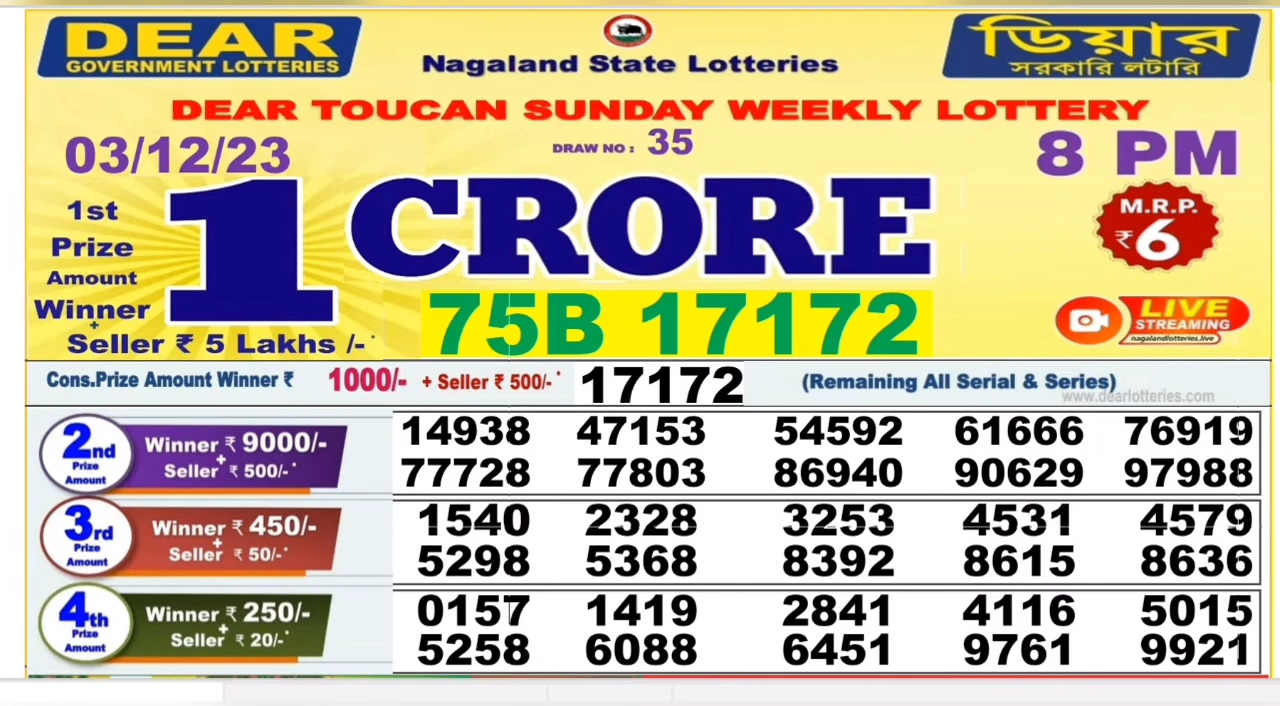 DEAR
GOVERNMENT LOTTERIES
Nagaland State Lotteries
ডিয়ার
সরকারি লটারি
DEAR TOUCAN SUNDAY WEEKLY LOTTERY
03/12/23
DRAW NO : 35
8 PM
1st
Prize
Amount
Winner
+
Seller ₹ 5 Lakhs /-*
1 CRORE
75B 17172
M.R.P.
₹ 6
LIVE
STREAMING
nagalandlotteries.live
Cons.Prize Amount Winner ₹ 1000/- + Seller ₹ 500/-* 17172 (Remaining All Serial & Series)
www.dearlotteries.com
2nd
Prize
Amount
Winner ₹ 9000/-
+
Seller ₹ 500/-*
14938 47153 54592 61666 76919
77728 77803 86940 90629 97988
3rd
Prize
Amount
Winner ₹ 450/-
+
Seller ₹ 50/-*
1540 2328 3253 4531 4579
5298 5368 8392 8615 8636
4th
Prize
Amount
Winner ₹ 250/-
+
Seller ₹ 20/-*
0157 1419 2841 4116 5015
5258 6088 6451 9761 9921